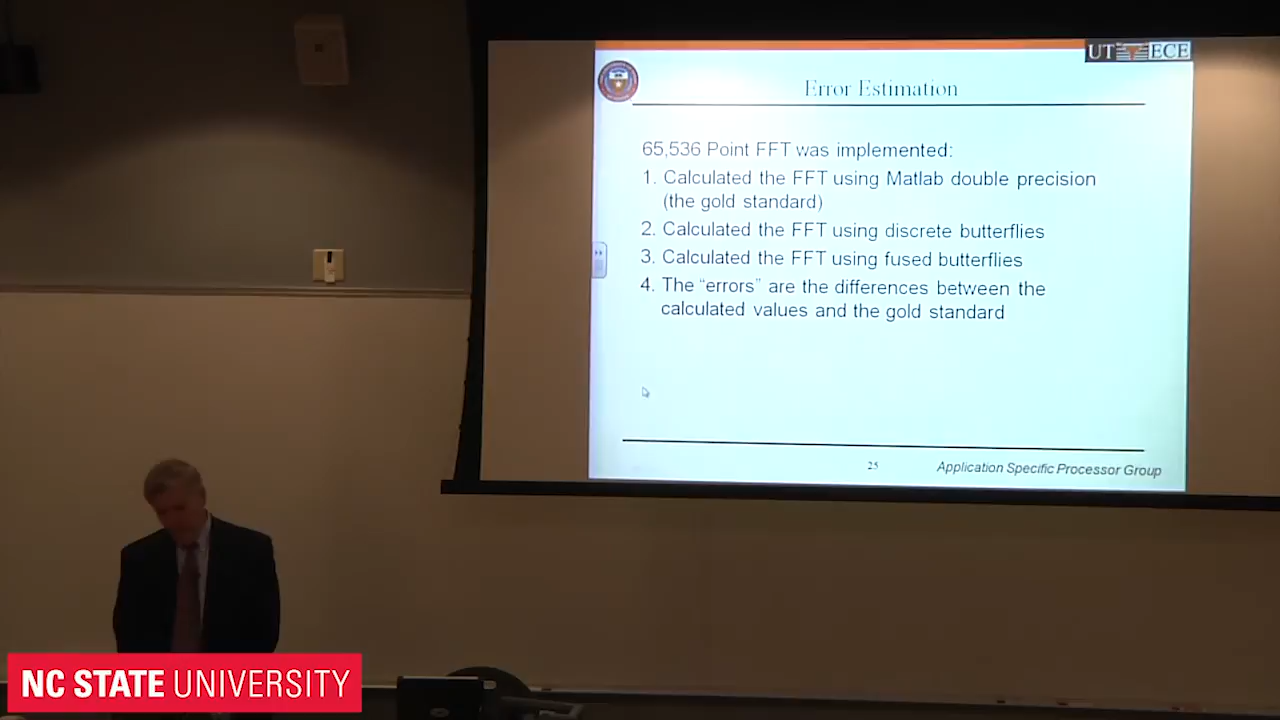 UT ECE
Error Estimation
65,536 Point FFT was implemented:
1. Calculated the FFT using Matlab double precision
(the gold standard)
2. Calculated the FFT using discrete butterflies
3. Calculated the FFT using fused butterflies
4. The “errors” are the differences between the
calculated values and the gold standard
25
Application Specific Processor Group
NC STATE UNIVERSITY